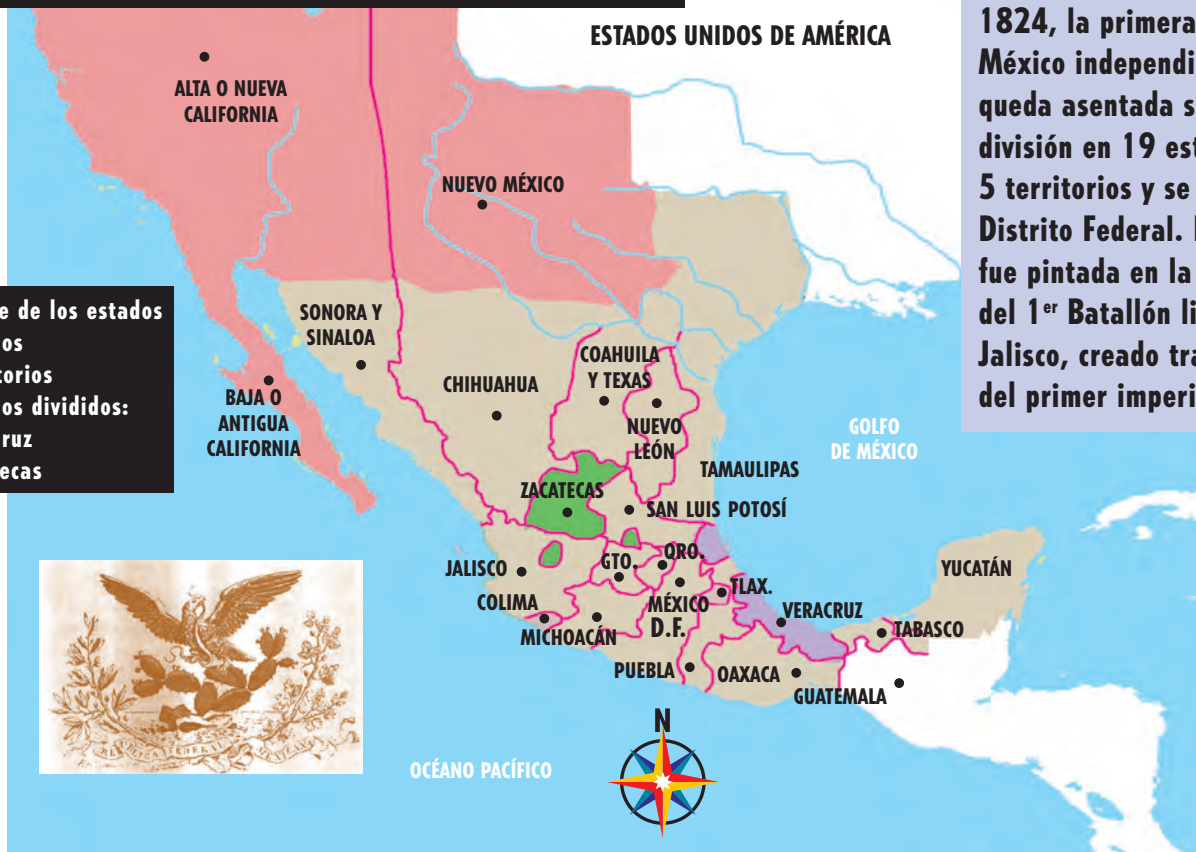 ESTADOS UNIDOS DE AMÉRICA
1824, la primera
México independi
queda asentada s
división en 19 est
5 territorios y se
Distrito Federal.
fue pintada en la
del 1er Batallón li
Jalisco, creado tra
del primer imperi
ALTA O NUEVA
CALIFORNIA
NUEVO MÉXICO
e de los estados
os
torios
os divididos:
ruz
ecas
SONORA Y
SINALOA
BAJA O
ANTIGUA
CALIFORNIA
CHIHUAHUA
COAHUILA
Y TEXAS
NUEVO
LEÓN
GOLFO
DE MÉXICO
TAMAULIPAS
ZACATECAS
SAN LUIS POTOSÍ
JALISCO
GTO.
QRO.
TLAX.
YUCATÁN
COLIMA
MÉXICO
D.F.
VERACRUZ
TABASCO
MICHOACÁN
PUEBLA
OAXACA
GUATEMALA
N
OCÉANO PACÍFICO